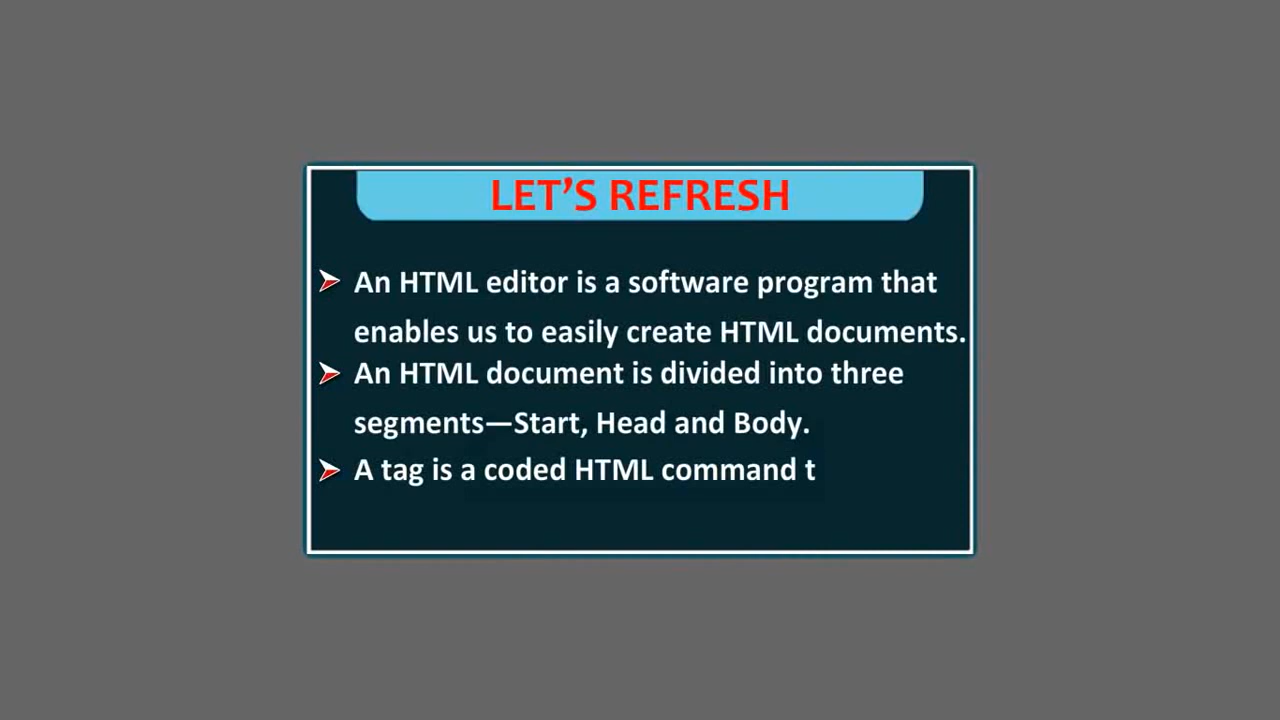 LET'S REFRESH
An HTML editor is a software program that
enables us to easily create HTML documents.
An HTML document is divided into three
segments—Start, Head and Body.
A tag is a coded HTML command t